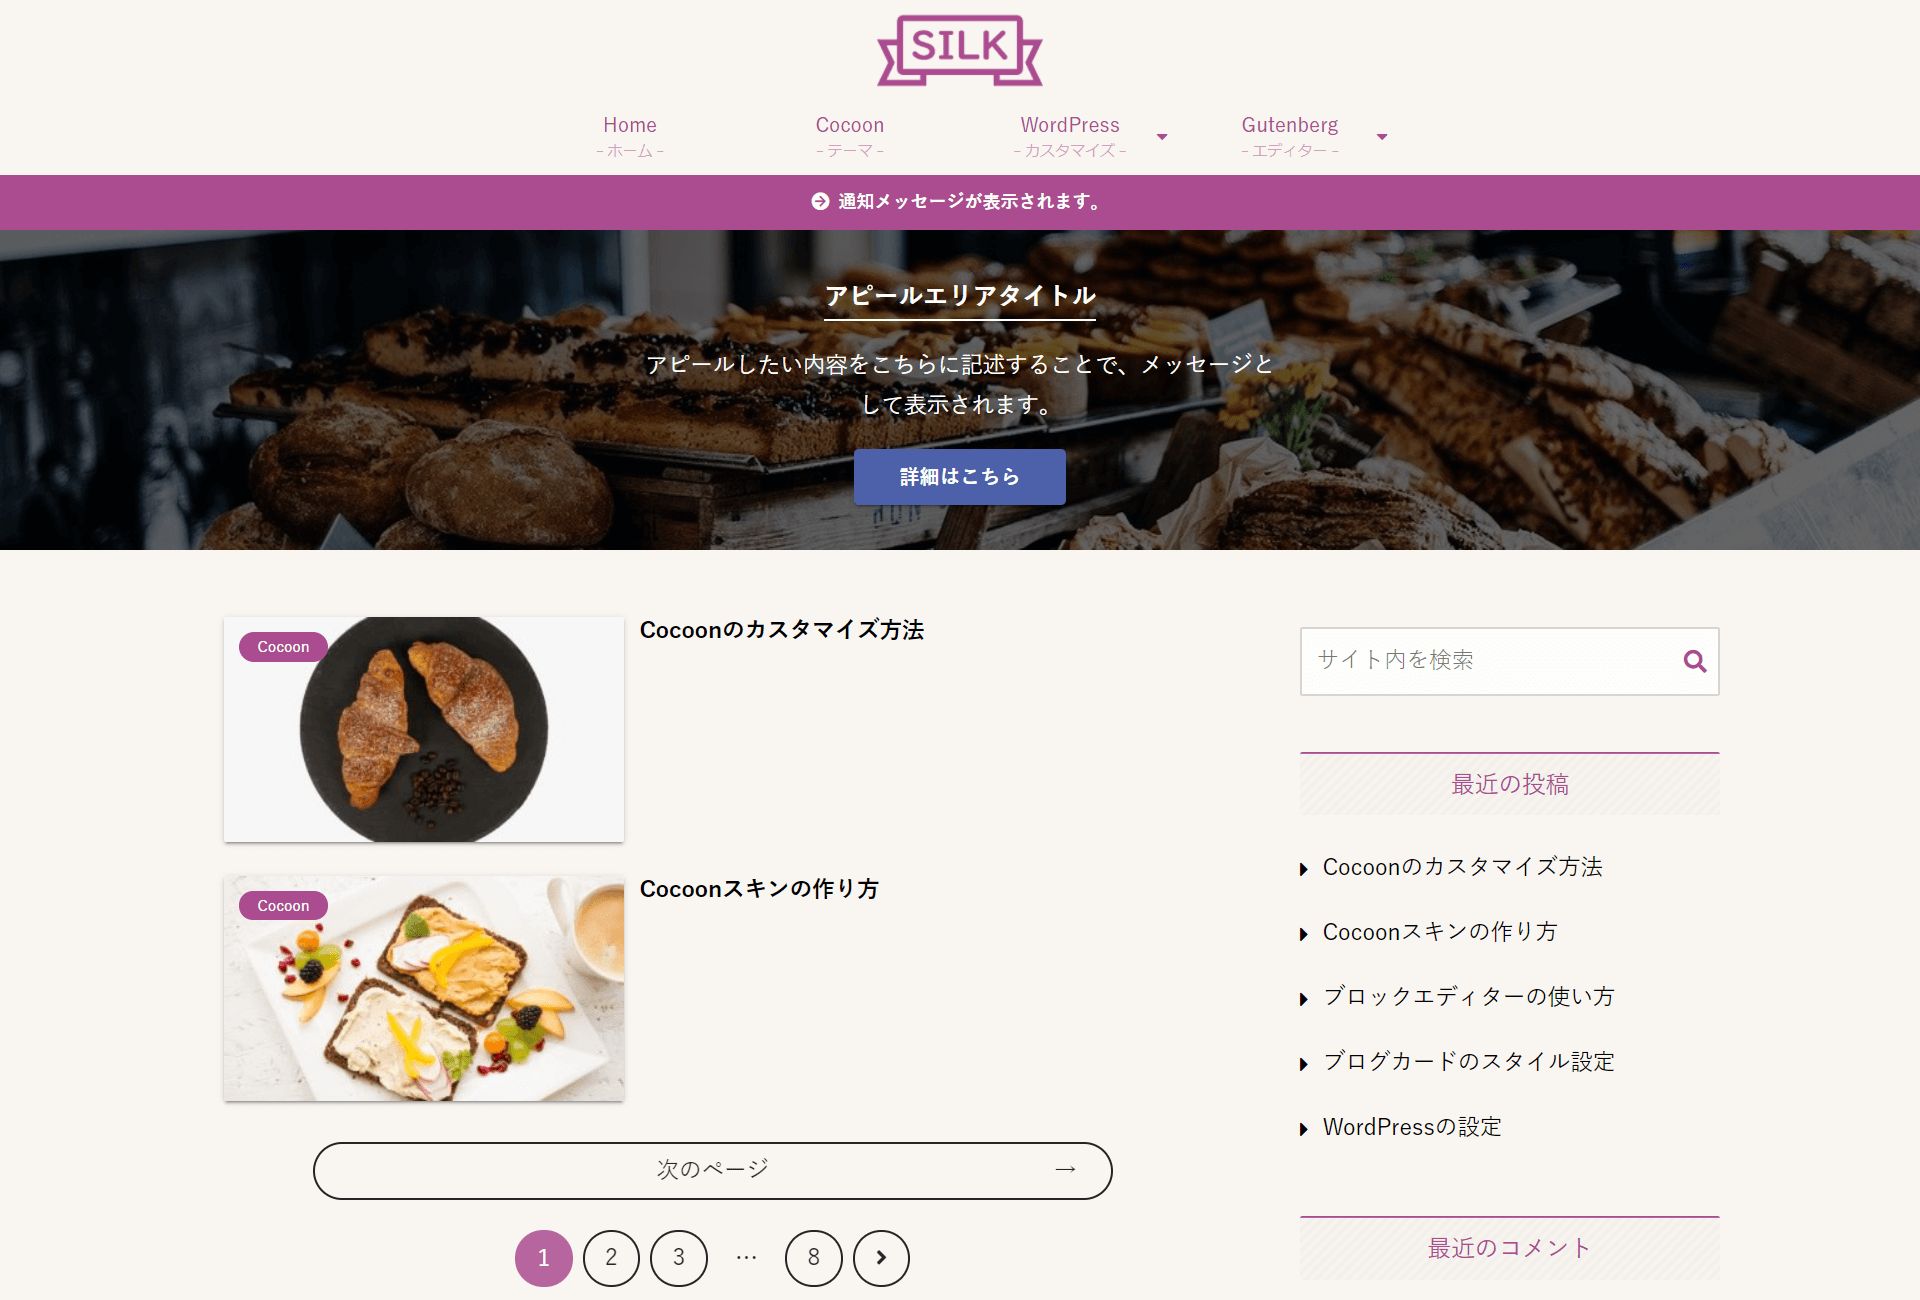 SILK
Home
- ホーム -
Cocoon
- テーマ -
WordPress
- カスタマイズ -
Gutenberg
- エディター -
通知メッセージが表示されます。
アピールエリアタイトル
アピールしたい内容をこちらに記述することで、メッセージと
して表示されます。
詳細はこちら
Cocoon
Cocoonのカスタマイズ方法
Cocoon
Cocoonスキンの作り方
次のページ →
1 2 3 … 8
サイト内を検索
最近の投稿
Cocoonのカスタマイズ方法
Cocoonスキンの作り方
ブロックエディターの使い方
ブログカードのスタイル設定
WordPressの設定
最近のコメント